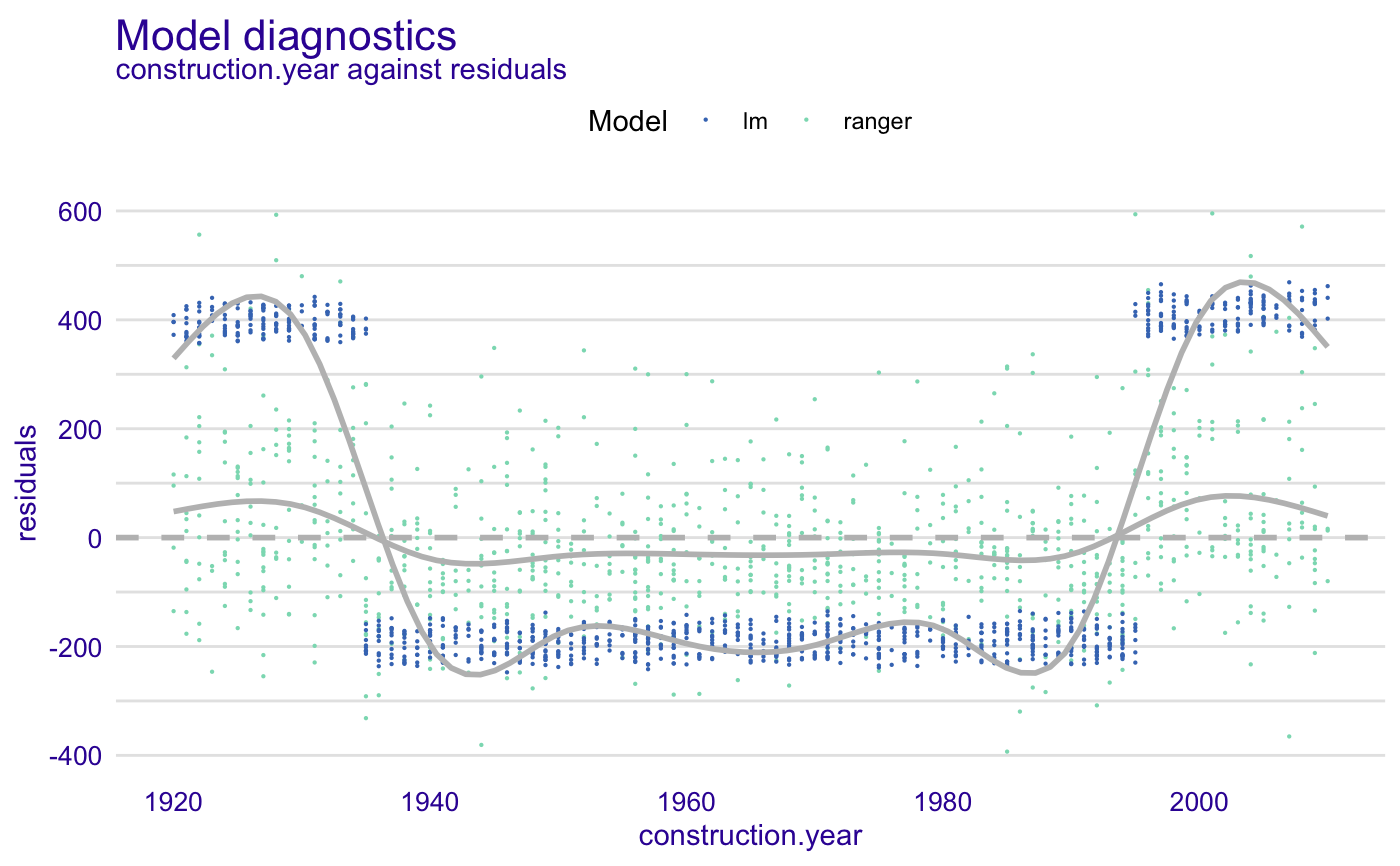 Model diagnostics
construction.year against residuals
Model lm ranger
600
400
200
0
-200
-400
residuals
1920 1940 1960 1980 2000
construction.year